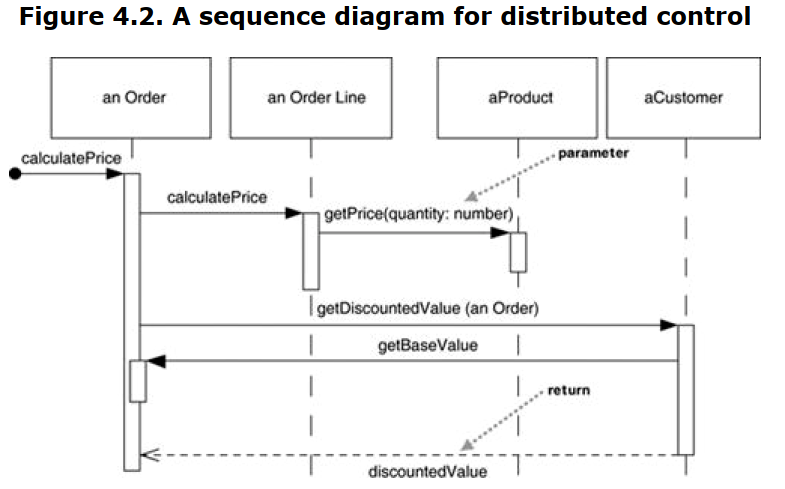 Figure 4.2. A sequence diagram for distributed control
an Order
an Order Line
aProduct
aCustomer
calculatePrice
parameter
calculatePrice
getPrice(quantity: number)
getDiscountedValue (an Order)
getBaseValue
return
discountedValue